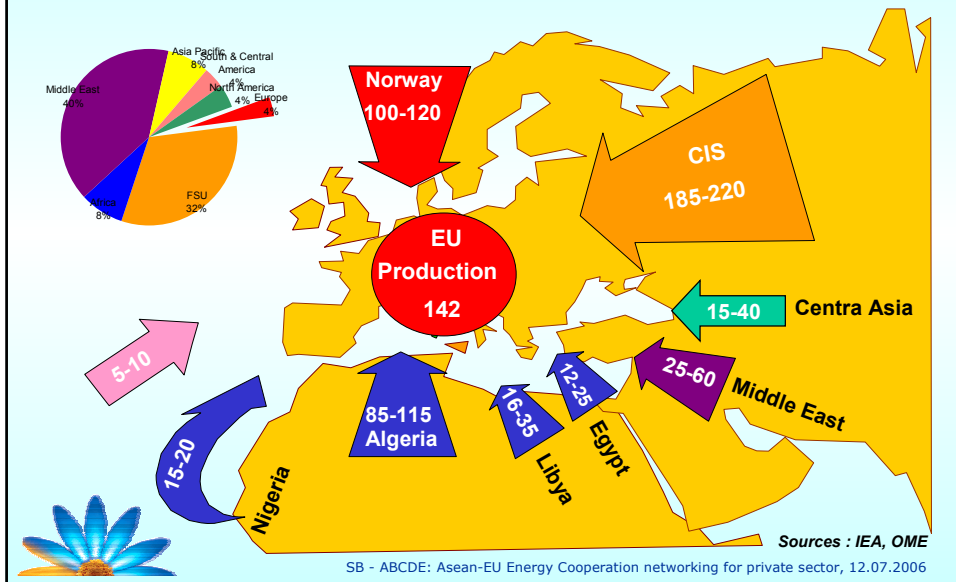 Asia Pacific
8%
South & Central
America
4%
North America
4%
Europe
4%
Middle East
40%
Africa
8%
FSU
32%
Norway
100-120
CIS
185-220
EU
Production
142
15-40
Centra Asia
5-10
25-60
Middle East
12-25
Egypt
16-35
Libya
85-115
Algeria
15-20
Nigeria
Sources : IEA, OME
SB - ABCDE: Asean-EU Energy Cooperation networking for private sector, 12.07.2006